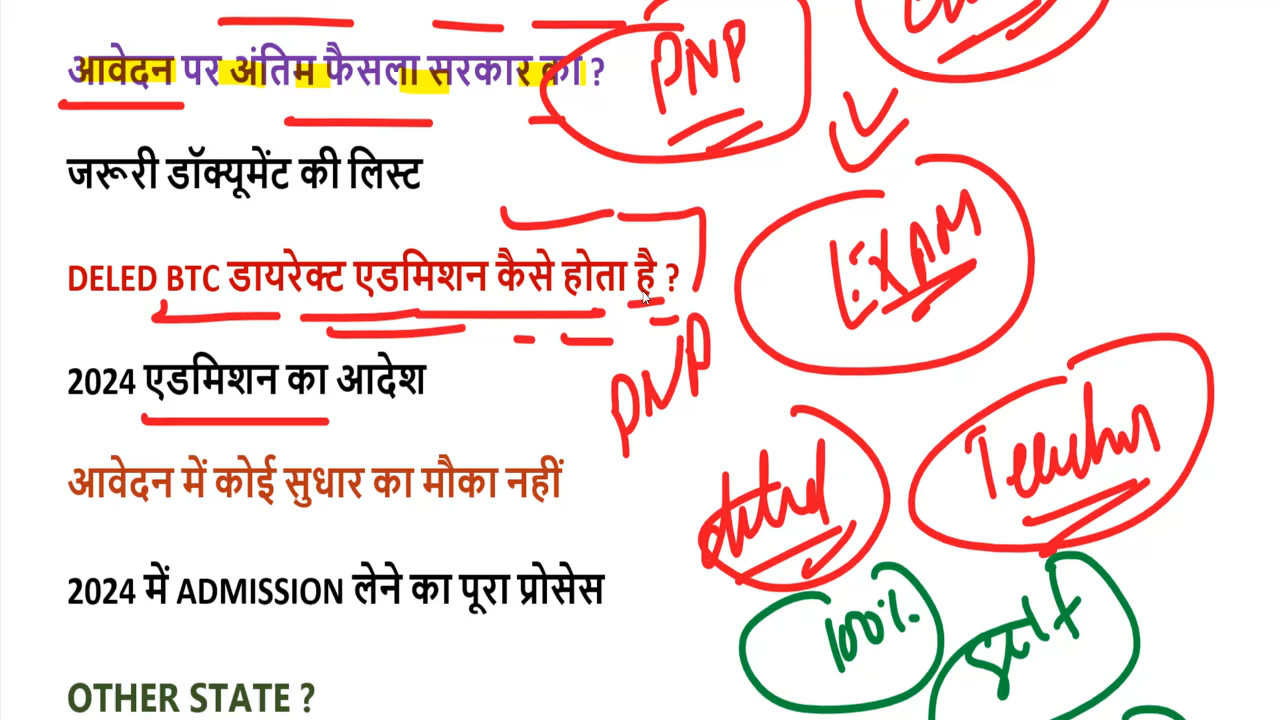 आवेदन पर अंतिम फैसला सरकार का ?
PNP
जरूरी डॉक्यूमेंट की लिस्ट
EXAM
DELED BTC डायरेक्ट एडमिशन कैसे होता है ?
PNP
2024 एडमिशन का आदेश
Teacher
आवेदन में कोई सुधार का मौका नहीं
2024 में ADMISSION लेने का पूरा प्रोसेस
100%
self
OTHER STATE ?